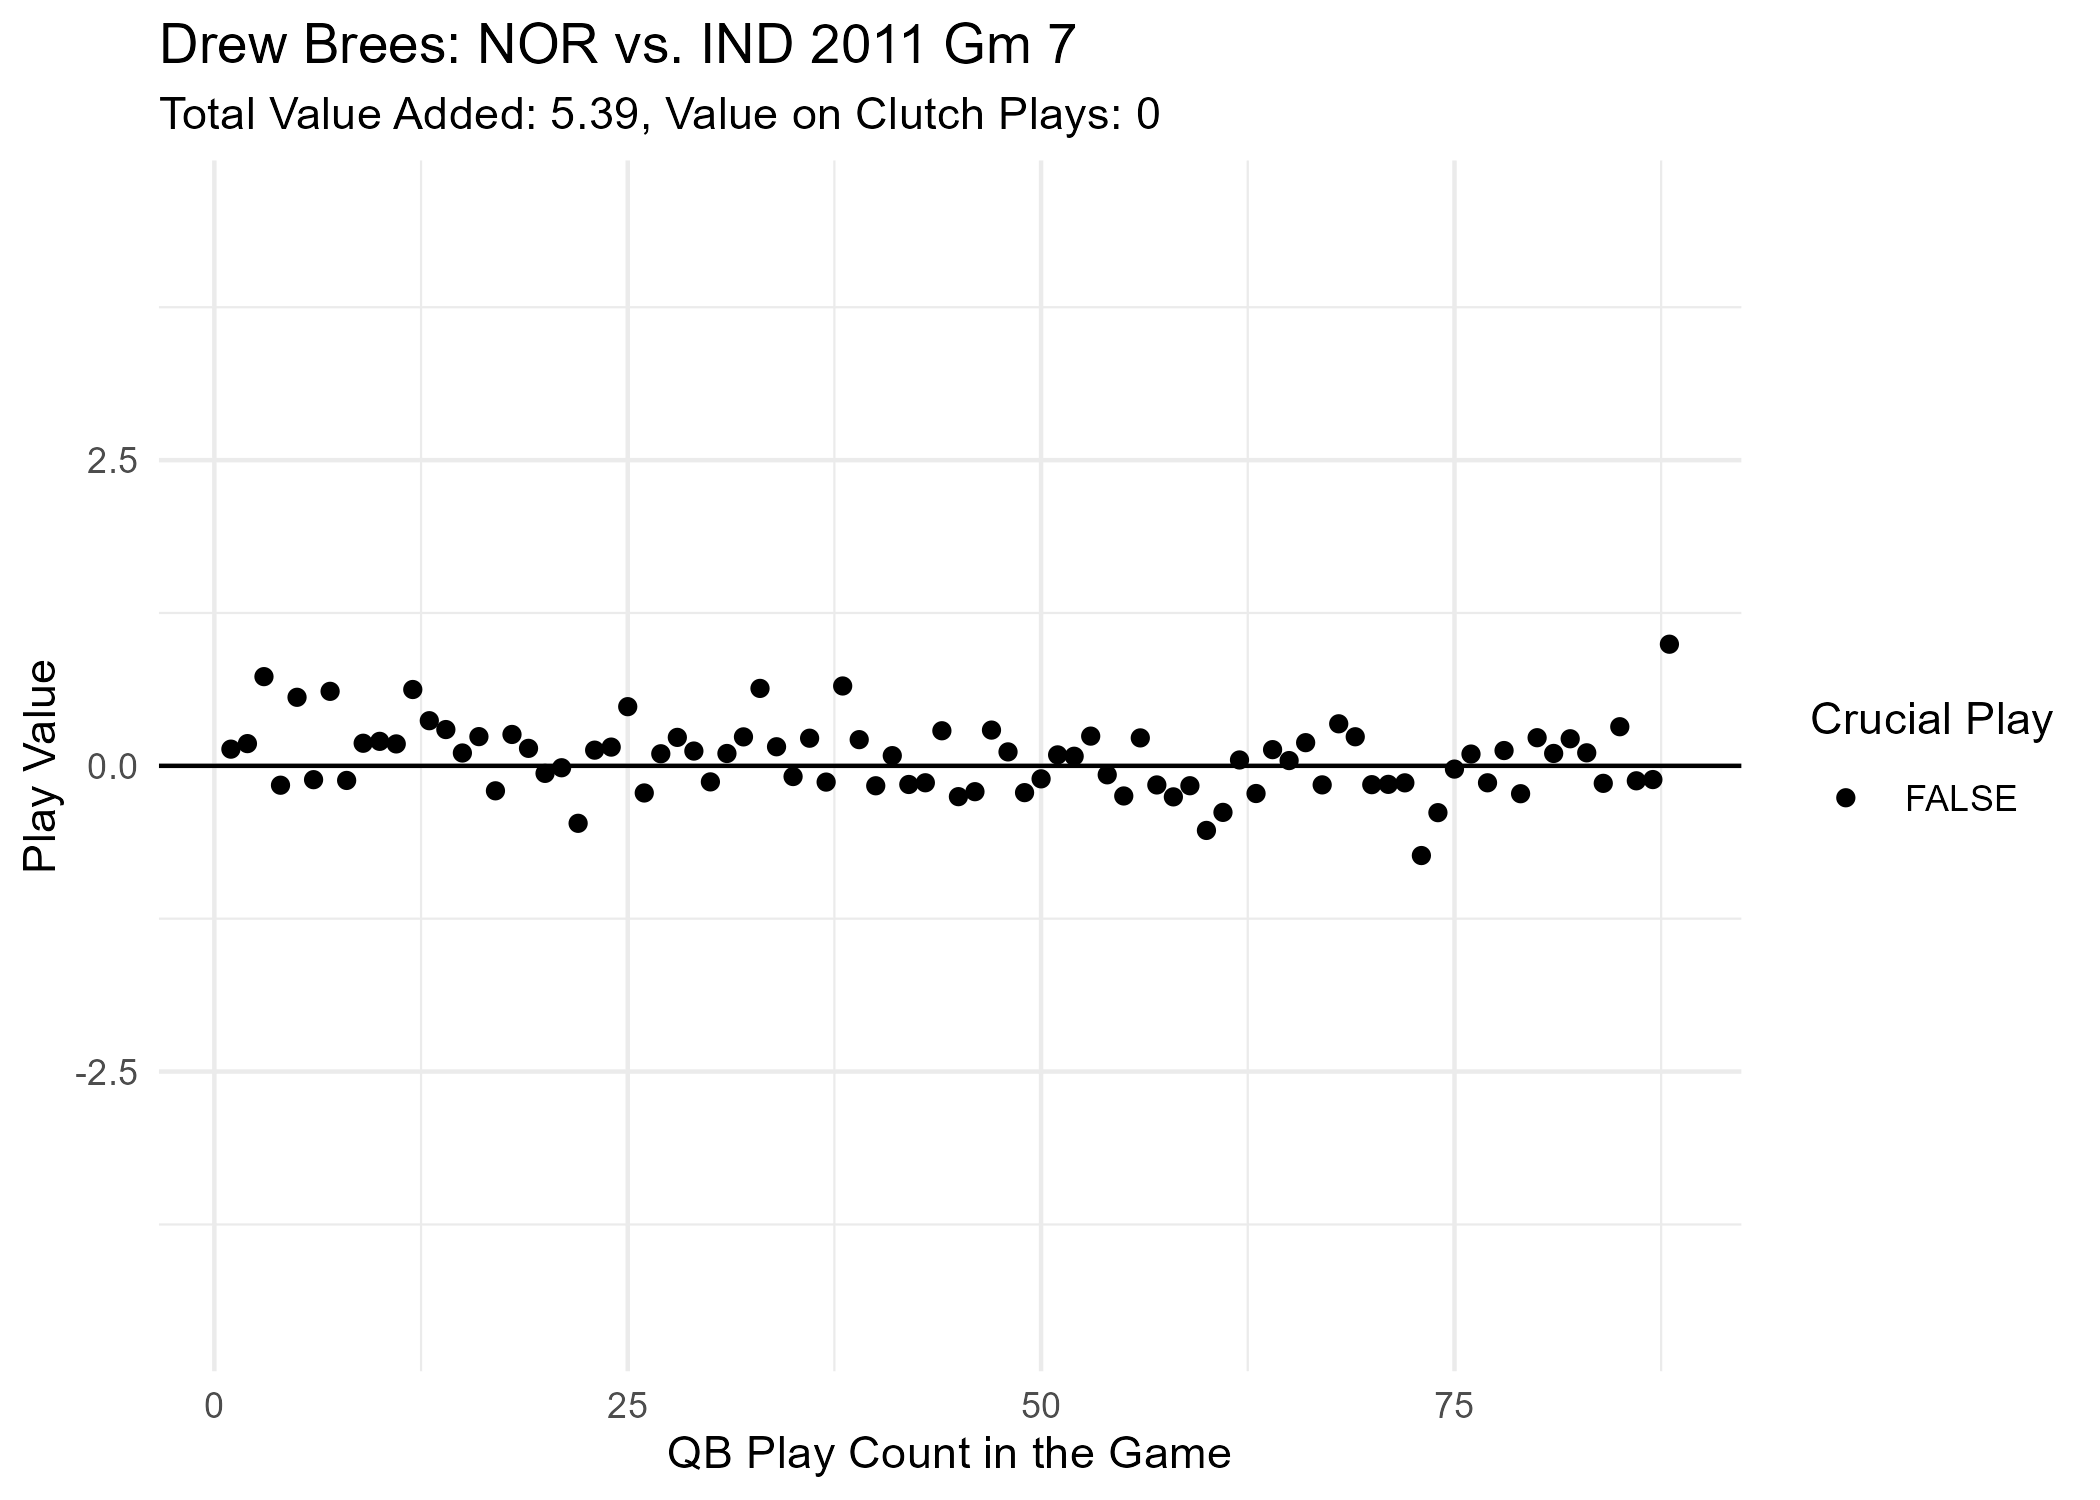 Drew Brees: NOR vs. IND 2011 Gm 7
Total Value Added: 5.39, Value on Clutch Plays: 0
Play Value
2.5
0.0
-2.5
0
25
50
75
QB Play Count in the Game
Crucial Play
FALSE